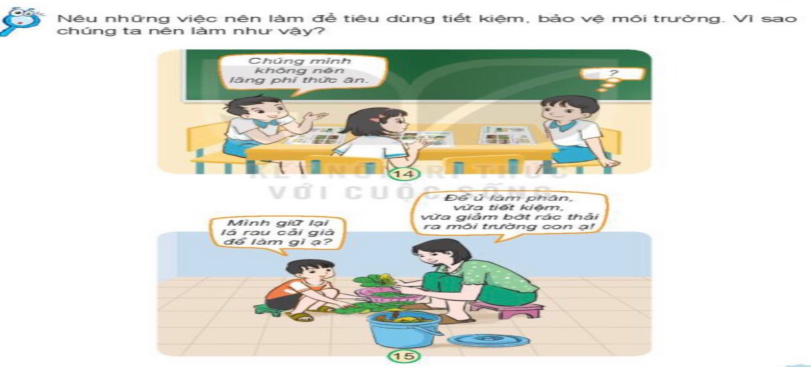 Nêu những việc nên làm để tiêu dùng tiết kiệm, bảo vệ môi trường. Vì sao
chúng ta nên làm như vậy?
Chúng mình
không nên
lãng phí thức ăn.
?
14
KẾT NỐI TRI THỨC
VỚI CUỘC SỐNG
Để ủ làm phân,
vừa tiết kiệm,
vừa giảm bớt rác thải
ra môi trường con ạ!
Mình giữ lại
lá rau cải già
để làm gì ạ?
15